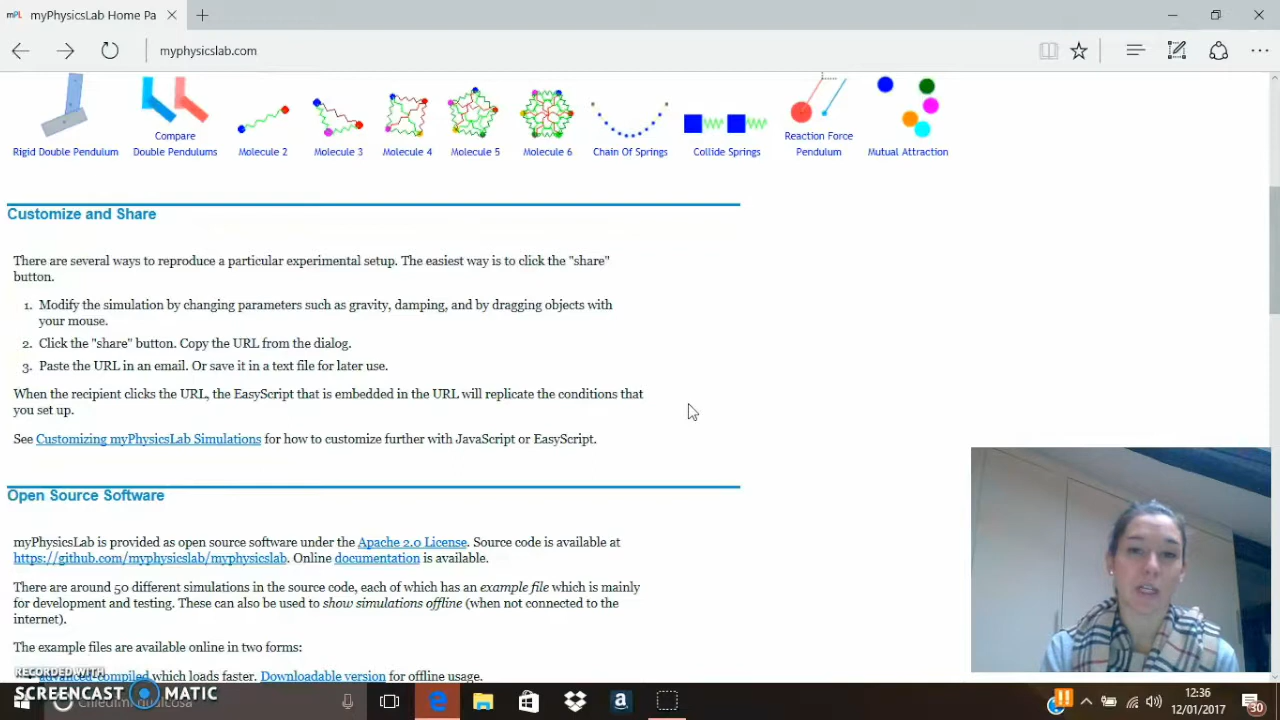 mPL myPhysicsLab Home Pa
myphysicslab.com
Rigid Double Pendulum
Compare
Double Pendulums
Molecule 2
Molecule 3
Molecule 4
Molecule 5
Molecule 6
Chain Of Springs
Collide Springs
Reaction Force
Pendulum
Mutual Attraction
Customize and Share
There are several ways to reproduce a particular experimental setup. The easiest way is to click the "share"
button.
1. Modify the simulation by changing parameters such as gravity, damping, and by dragging objects with
your mouse.
2. Click the "share" button. Copy the URL from the dialog.
3. Paste the URL in an email. Or save it in a text file for later use.
When the recipient clicks the URL, the EasyScript that is embedded in the URL will replicate the conditions that
you set up.
See Customizing myPhysicsLab Simulations for how to customize further with JavaScript or EasyScript.
Open Source Software
myPhysicsLab is provided as open source software under the Apache 2.0 License. Source code is available at
https://github.com/myphysicslab/myphysicslab. Online documentation is available.
There are around 50 different simulations in the source code, each of which has an example file which is mainly
for development and testing. These can also be used to show simulations offline (when not connected to the
internet).
The example files are available online in two forms:
RECORDED WITH
advanced-compiled which loads faster. Downloadable version for offline usage.
SCREENCAST MATIC
Chiedimi qualcosa
12:36
12/01/2017
30